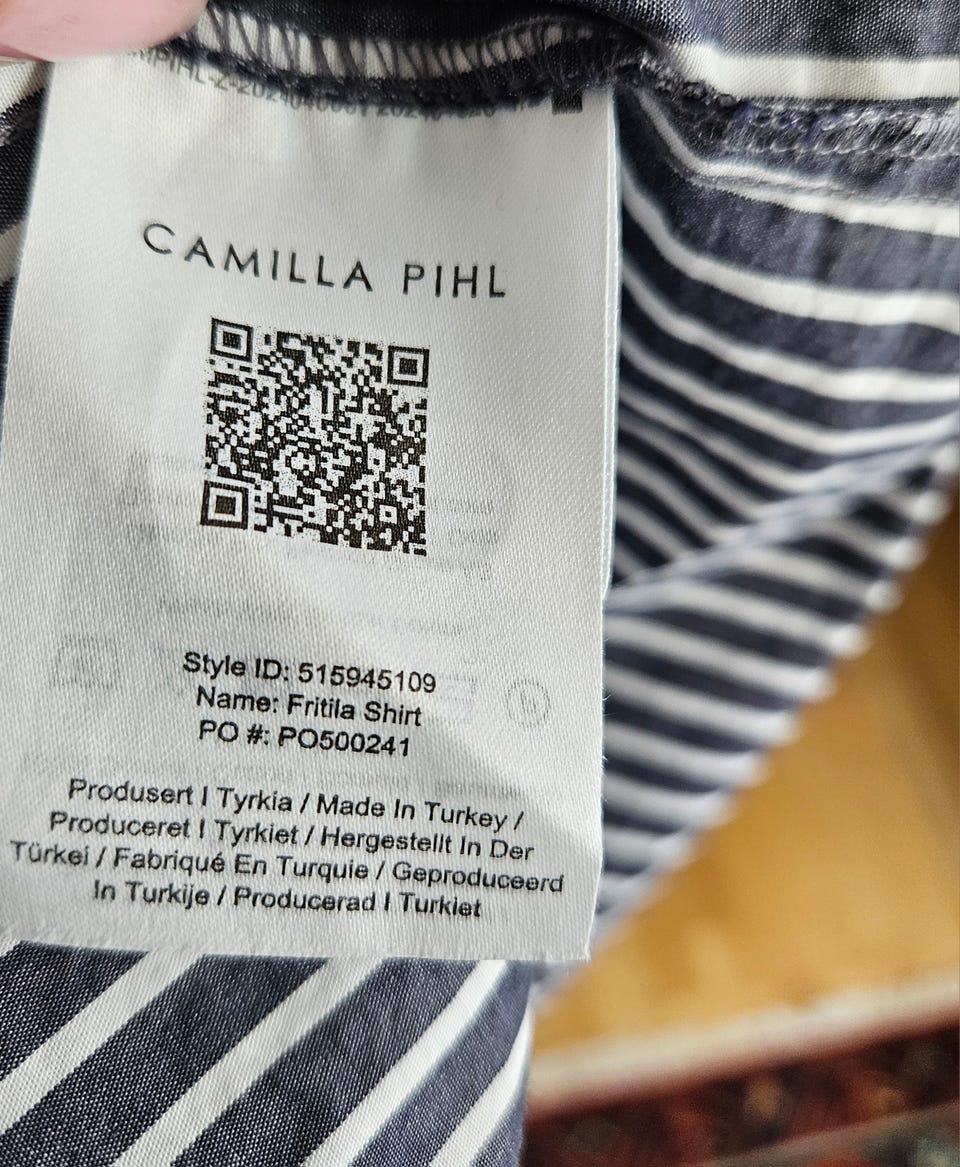 CAMILLA PIHL
Style ID: 515945109
Name: Fritila Shirt
PO #: PO500241
Produsert I Tyrkia / Made In Turkey /
Produceret I Tyrkiet / Hergestellt In Der
Türkei / Fabriqué En Turquie / Geproduceerd
In Turkije / Producerad I Turkiet